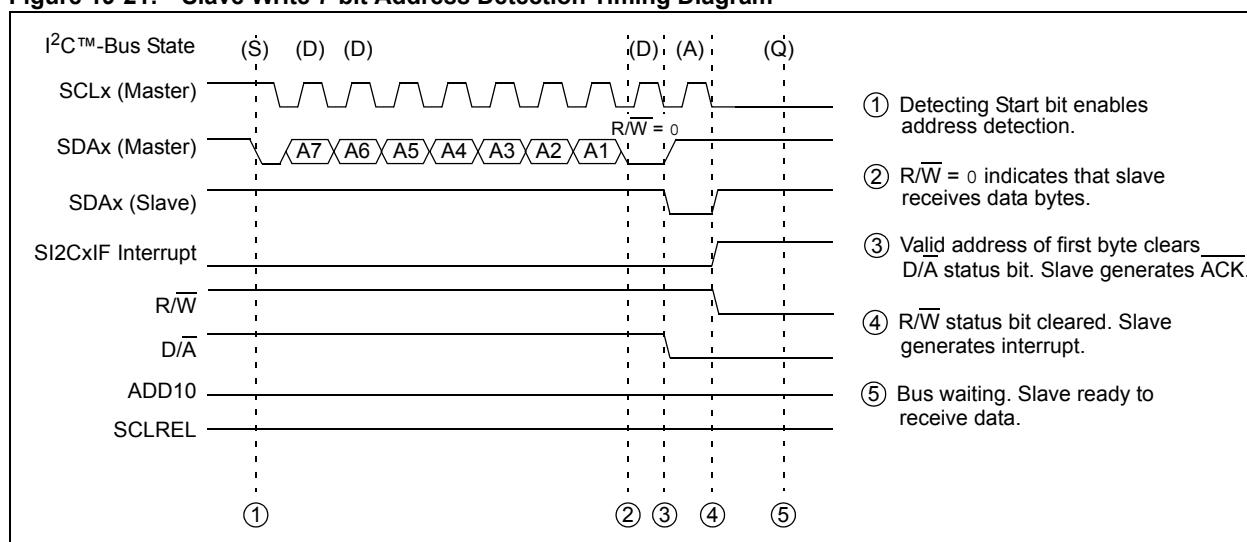 Figure 19-21: Slave Write 7-bit Address Detection Timing Diagram
I²C™-Bus State (S) (D) (D) (D) (A) (Q)
SCLx (Master)
R/W̅ = 0
SDAx (Master) A7 A6 A5 A4 A3 A2 A1
SDAx (Slave)
SI2CxIF Interrupt
R/W̅
D/A̅
ADD10
SCLREL
① ② ③ ④ ⑤
① Detecting Start bit enables
address detection.
② R/W̅ = 0 indicates that slave
receives data bytes.
③ Valid address of first byte clears
D/A̅ status bit. Slave generates A̅C̅K̅.
④ R/W̅ status bit cleared. Slave
generates interrupt.
⑤ Bus waiting. Slave ready to
receive data.